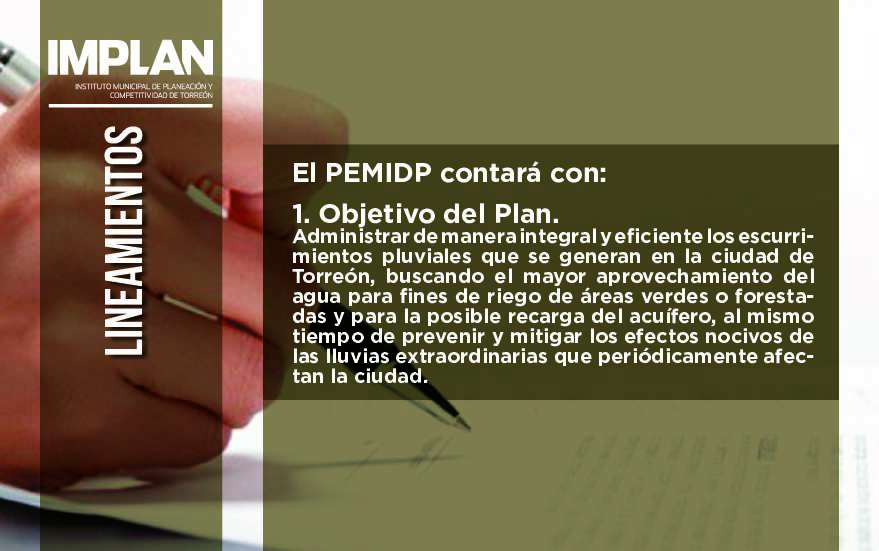 IMPLAN
INSTITUTO MUNICIPAL DE PLANEACIÓN Y
COMPETITIVIDAD DE TORREÓN
LINEAMIENTOS
El PEMIDP contará con:
1. Objetivo del Plan.
Administrar de manera integral y eficiente los escurri-
mientos pluviales que se generan en la ciudad de
Torreón, buscando el mayor aprovechamiento del
agua para fines de riego de áreas verdes o foresta-
das y para la posible recarga del acuífero, al mismo
tiempo de prevenir y mitigar los efectos nocivos de
las lluvias extraordinarias que periódicamente afec-
tan la ciudad.